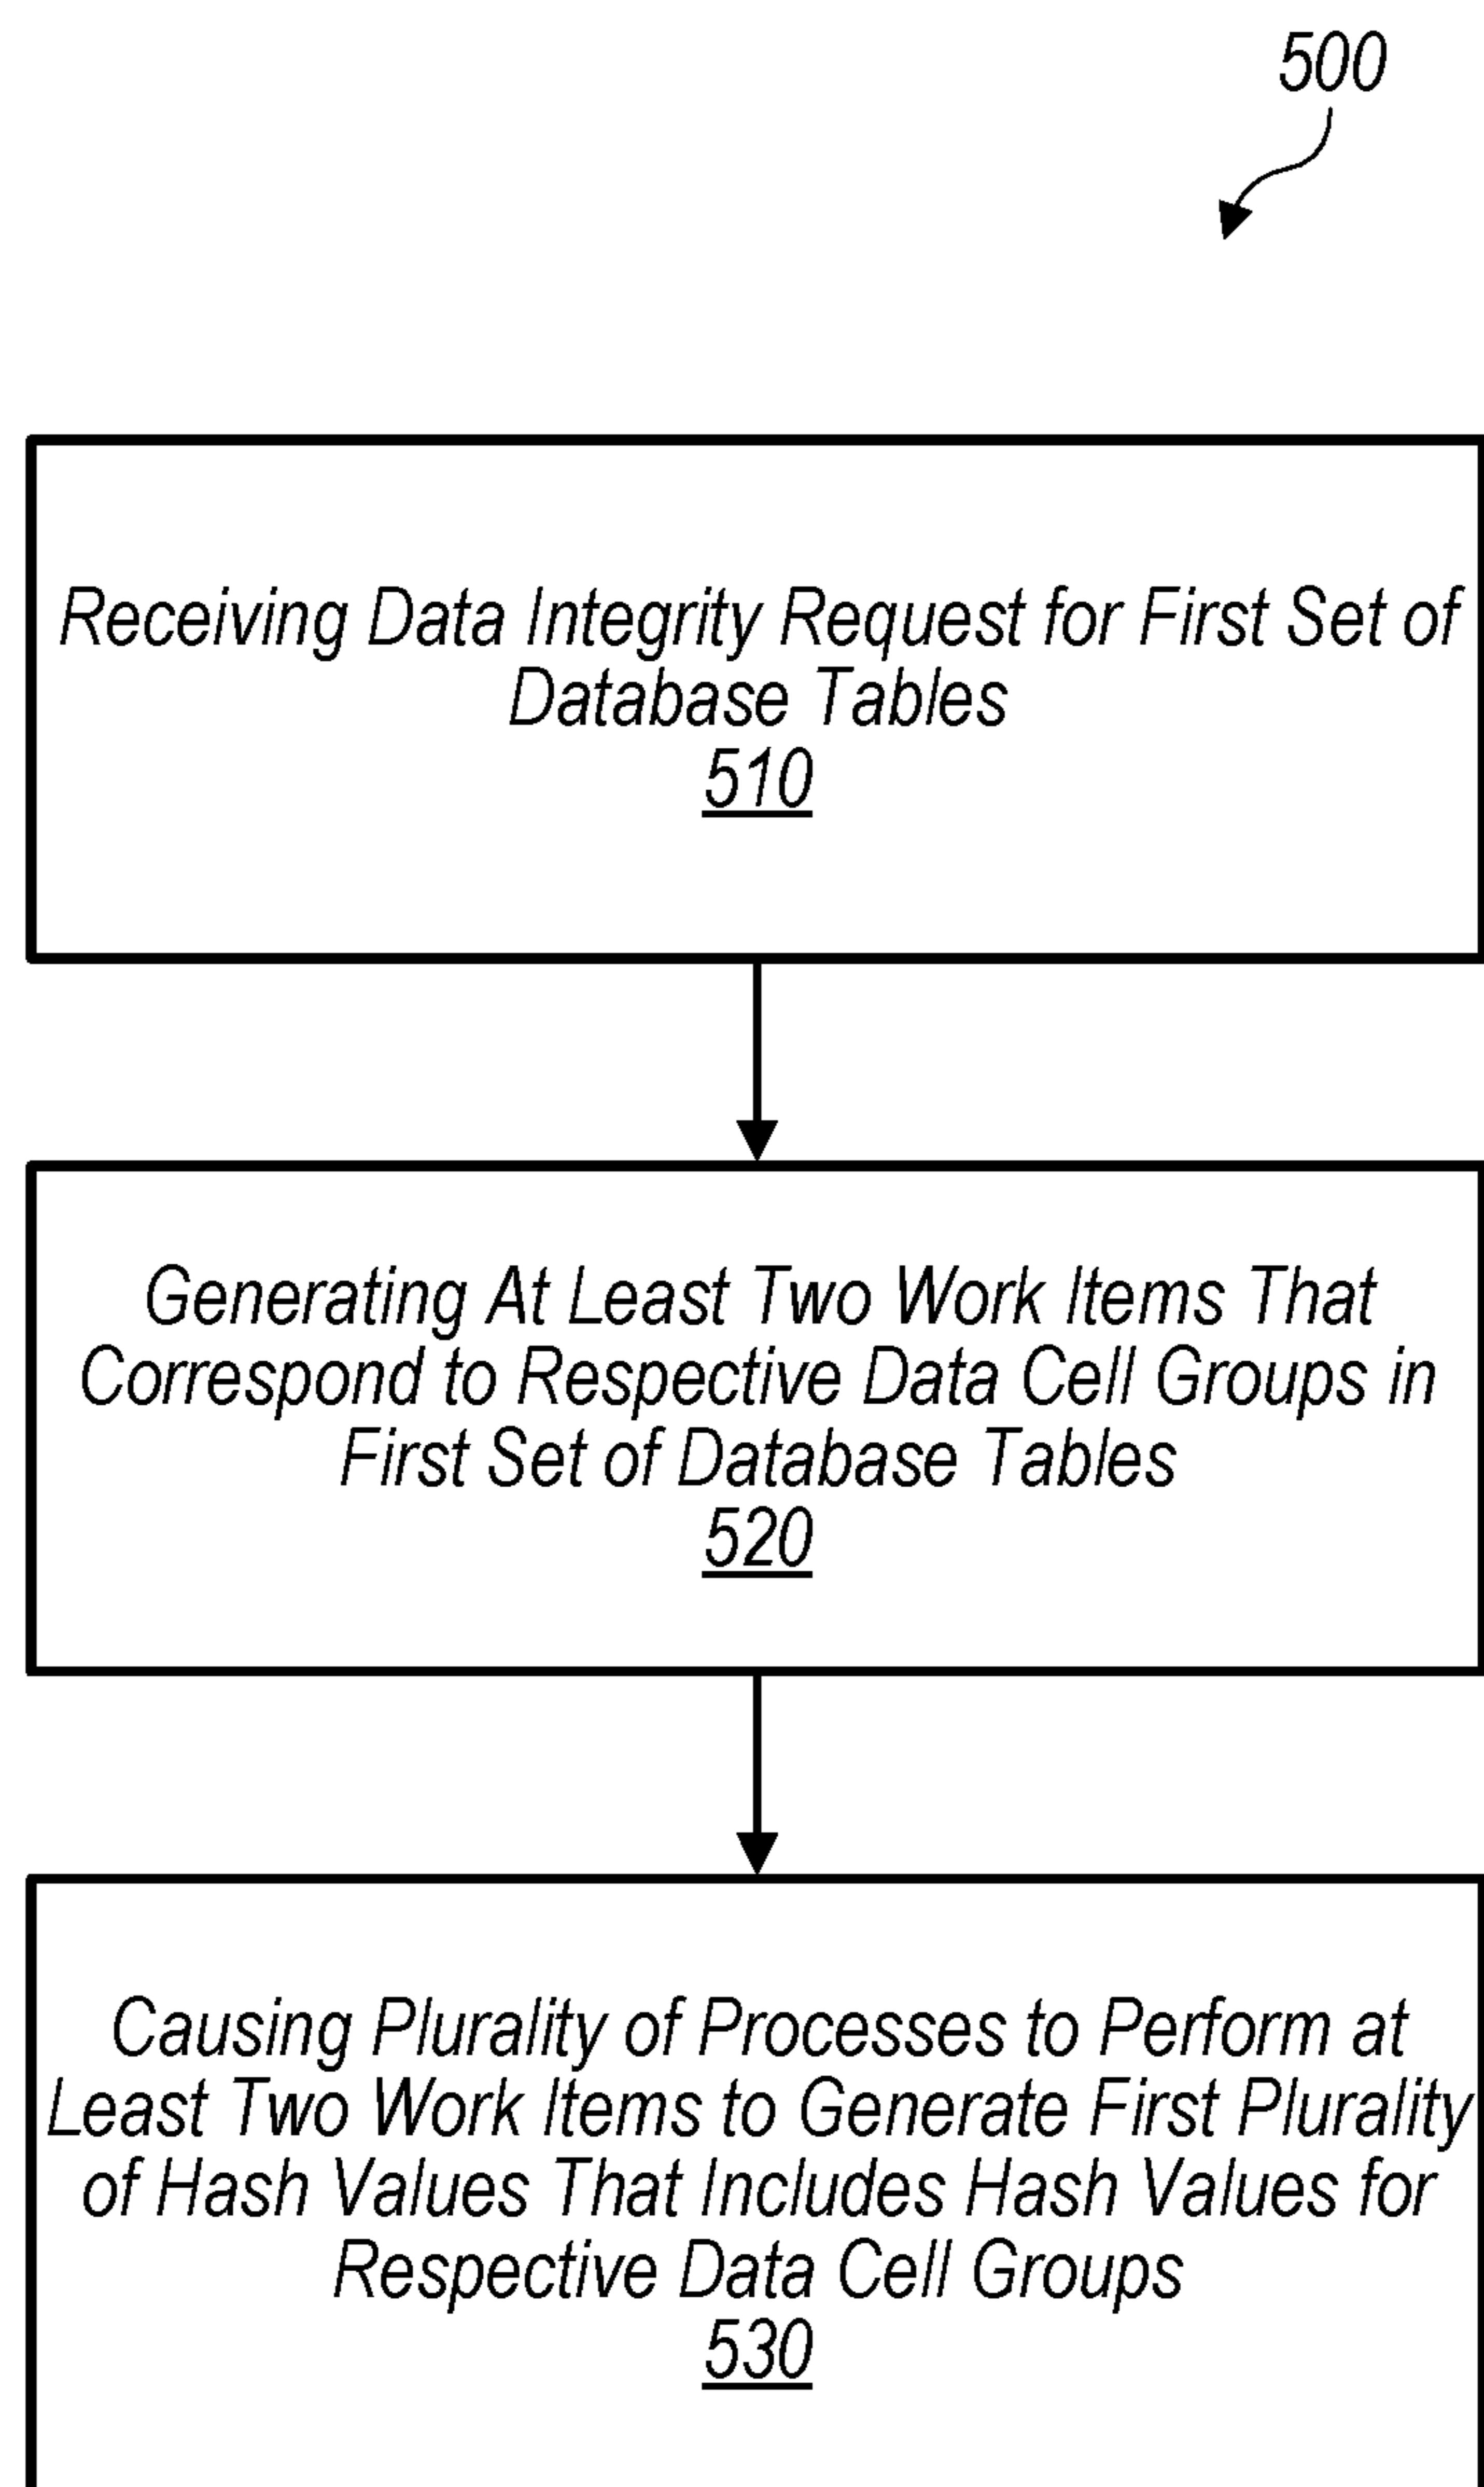 500
Receiving Data Integrity Request for First Set of
Database Tables
510
Generating At Least Two Work Items That
Correspond to Respective Data Cell Groups in
First Set of Database Tables
520
Causing Plurality of Processes to Perform at
Least Two Work Items to Generate First Plurality
of Hash Values That Includes Hash Values for
Respective Data Cell Groups
530